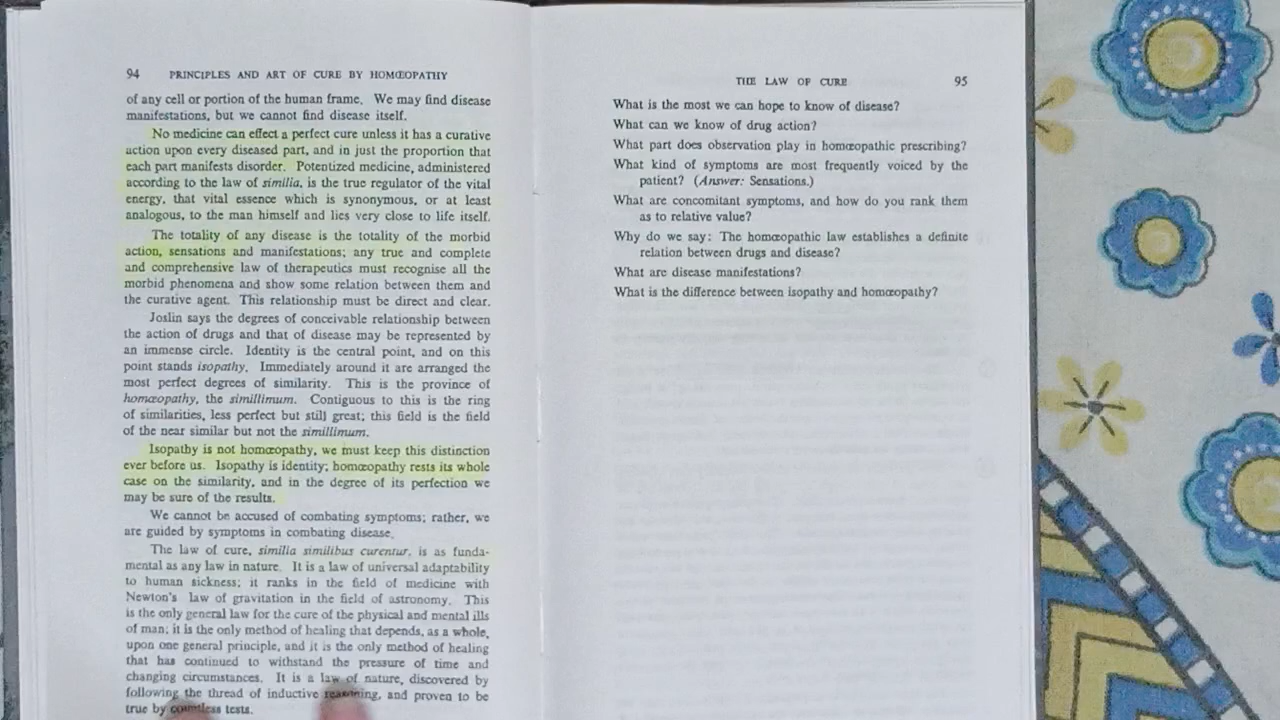 94 PRINCIPLES AND ART OF CURE BY HOMŒOPATHY
of any cell or portion of the human frame. We may find disease
manifestations, but we cannot find disease itself.
No medicine can effect a perfect cure unless it has a curative
action upon every diseased part, and in just the proportion that
each part manifests disorder. Potentized medicine, administered
according to the law of similia, is the true regulator of the vital
energy, that vital essence which is synonymous, or at least
analogous, to the man himself and lies very close to life itself.
The totality of any disease is the totality of the morbid
action, sensations and manifestations; any true and complete
and comprehensive law of therapeutics must recognise all the
morbid phenomena and show some relation between them and
the curative agent. This relationship must be direct and clear.
Joslin says the degrees of conceivable relationship between
the action of drugs and that of disease may be represented by
an immense circle. Identity is the central point, and on this
point stands isopathy. Immediately around it are arranged the
most perfect degrees of similarity. This is the province of
homœopathy, the simillimum. Contiguous to this is the ring
of similarities, less perfect but still great; this field is the field
of the near similar but not the simillimum.
Isopathy is not homœopathy, we must keep this distinction
ever before us. Isopathy is identity; homœopathy rests its whole
case on the similarity, and in the degree of its perfection we
may be sure of the results.
We cannot be accused of combating symptoms; rather, we
are guided by symptoms in combating disease.
The law of cure, similia similibus curentur, is as funda-
mental as any law in nature. It is a law of universal adaptability
to human sickness; it ranks in the field of medicine with
Newton's law of gravitation in the field of astronomy. This
is the only general law for the cure of the physical and mental ills
of man; it is the only method of healing that depends, as a whole,
upon one general principle, and it is the only method of healing
that has continued to withstand the pressure of time and
changing circumstances. It is a law of nature, discovered by
following the thread of inductive reasoning, and proven to be
true by countless tests.
THE LAW OF CURE 95
What is the most we can hope to know of disease?
What can we know of drug action?
What part does observation play in homœopathic prescribing?
What kind of symptoms are most frequently voiced by the
patient? (Answer: Sensations.)
What are concomitant symptoms, and how do you rank them
as to relative value?
Why do we say: The homœopathic law establishes a definite
relation between drugs and disease?
What are disease manifestations?
What is the difference between isopathy and homœopathy?